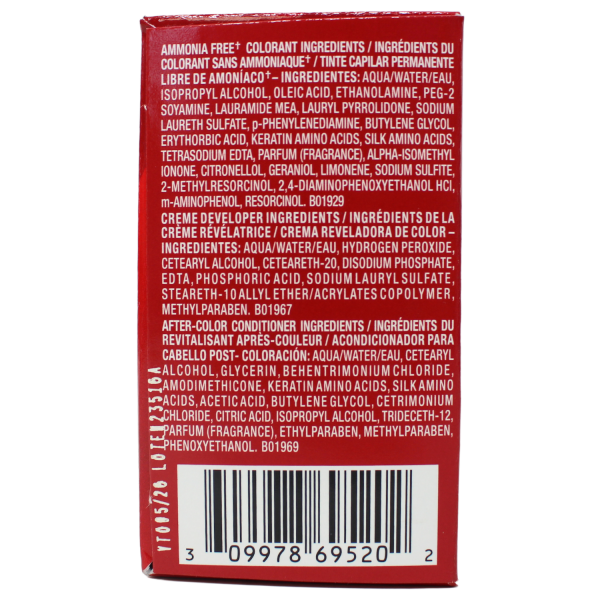 AMMONIA FREE† COLORANT INGREDIENTS / INGRÉDIENTS DU
COLORANT SANS AMMONIAQUE† / TINTE CAPILAR PERMANENTE
LIBRE DE AMONÍACO†– INGREDIENTES: AQUA/WATER/EAU,
ISOPROPYL ALCOHOL, OLEIC ACID, ETHANOLAMINE, PEG-2
SOYAMINE, LAURAMIDE MEA, LAURYL PYRROLIDONE, SODIUM
LAURETH SULFATE, p-PHENYLENEDIAMINE, BUTYLENE GLYCOL,
ERYTHORBIC ACID, KERATIN AMINO ACIDS, SILK AMINO ACIDS,
TETRASODIUM EDTA, PARFUM (FRAGRANCE), ALPHA-ISOMETHYL
IONONE, CITRONELLOL, GERANIOL, LIMONENE, SODIUM SULFITE,
2-METHYLRESORCINOL, 2,4-DIAMINOPHENOXYETHANOL HCl,
m-AMINOPHENOL, RESORCINOL. B01929
CREME DEVELOPER INGREDIENTS / INGRÉDIENTS DE LA
CRÈME RÉVÉLATRICE / CREMA REVELADORA DE COLOR –
INGREDIENTES: AQUA/WATER/EAU, HYDROGEN PEROXIDE,
CETEARYL ALCOHOL, CETEARETH-20, DISODIUM PHOSPHATE,
EDTA, PHOSPHORIC ACID, SODIUM LAURYL SULFATE,
STEARETH-10 ALLYL ETHER/ACRYLATES COPOLYMER,
METHYLPARABEN. B01967
AFTER-COLOR CONDITIONER INGREDIENTS / INGRÉDIENTS DU
REVITALISANT APRÈS-COULEUR / ACONDICIONADOR PARA
CABELLO POST- COLORACIÓN: AQUA/WATER/EAU, CETEARYL
ALCOHOL, GLYCERIN, BEHENTRIMONIUM CHLORIDE,
AMODIMETHICONE, KERATIN AMINO ACIDS, SILK AMINO
ACIDS, ACETIC ACID, BUTYLENE GLYCOL, CETRIMONIUM
CHLORIDE, CITRIC ACID, ISOPROPYL ALCOHOL, TRIDECETH-12,
PARFUM (FRAGRANCE), ETHYLPARABEN, METHYLPARABEN,
PHENOXYETHANOL. B01969
VTO05/26 LOTEN23516A
3 09978 69520 2